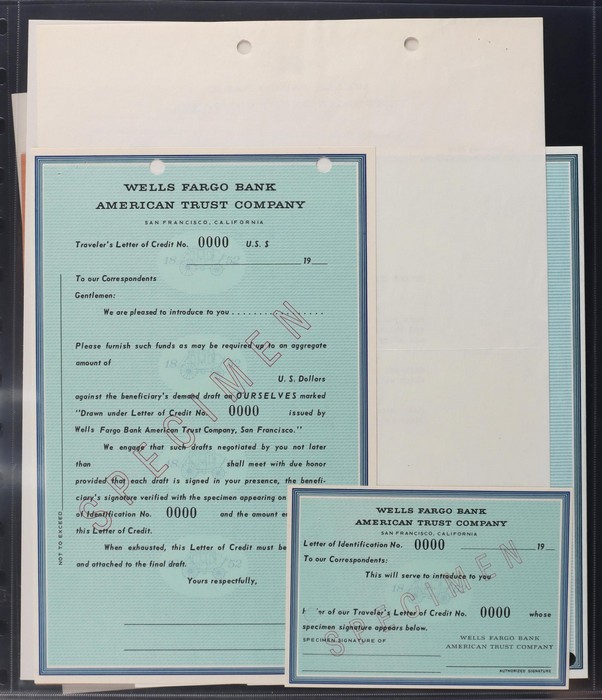 WELLS FARGO BANK
AMERICAN TRUST COMPANY
SAN FRANCISCO, CALIFORNIA
Traveler's Letter of Credit No. 0000 U.S. $
19
To our Correspondents
Gentlemen:
We are pleased to introduce to you . . . . . . . . . . . . . . . . . .
Please furnish such funds as may be required up to an aggregate
amount of
U.S. Dollars
against the beneficiary's demand draft on OURSELVES marked
"Drawn under Letter of Credit No. 0000 issued by
Wells Fargo Bank American Trust Company, San Francisco."
We engage that such drafts negotiated by you not later
than shall meet with due honor
provided that each draft is signed in your presence, the benefi-
ciary's signature verified with the specimen appearing on
of Identification No. 0000 and the amount
this Letter of Credit.
When exhausted, this Letter of Credit must be
and attached to the final draft.
Yours respectfully,
NOT TO EXCEED
SPECIMEN
18 52
WELLS FARGO BANK
AMERICAN TRUST COMPANY
SAN FRANCISCO, CALIFORNIA
Letter of Identification No. 0000 19
To our Correspondents:
This will serve to introduce to you
of our Traveler's Letter of Credit No. 0000 whose
specimen signature appears below.
SPECIMEN SIGNATURE OF
WELLS FARGO BANK
AMERICAN TRUST COMPANY
AUTHORIZED SIGNATURE
SPECIMEN